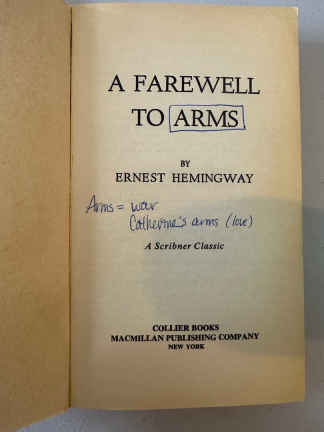 A FAREWELL
TO ARMS
BY
ERNEST HEMINGWAY
Arms = war
Catherine's arms (love)
A Scribner Classic
COLLIER BOOKS
MACMILLAN PUBLISHING COMPANY
NEW YORK